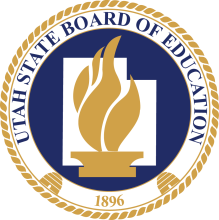 UTAH STATE BOARD OF EDUCATION
1896